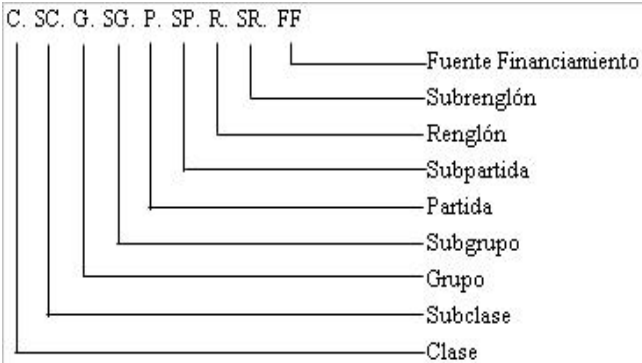 C. SC. G. SG. P. SP. R. SR. FF
Fuente Financiamiento
Subrenglón
Renglón
Subpartida
Partida
Subgrupo
Grupo
Subclase
Clase